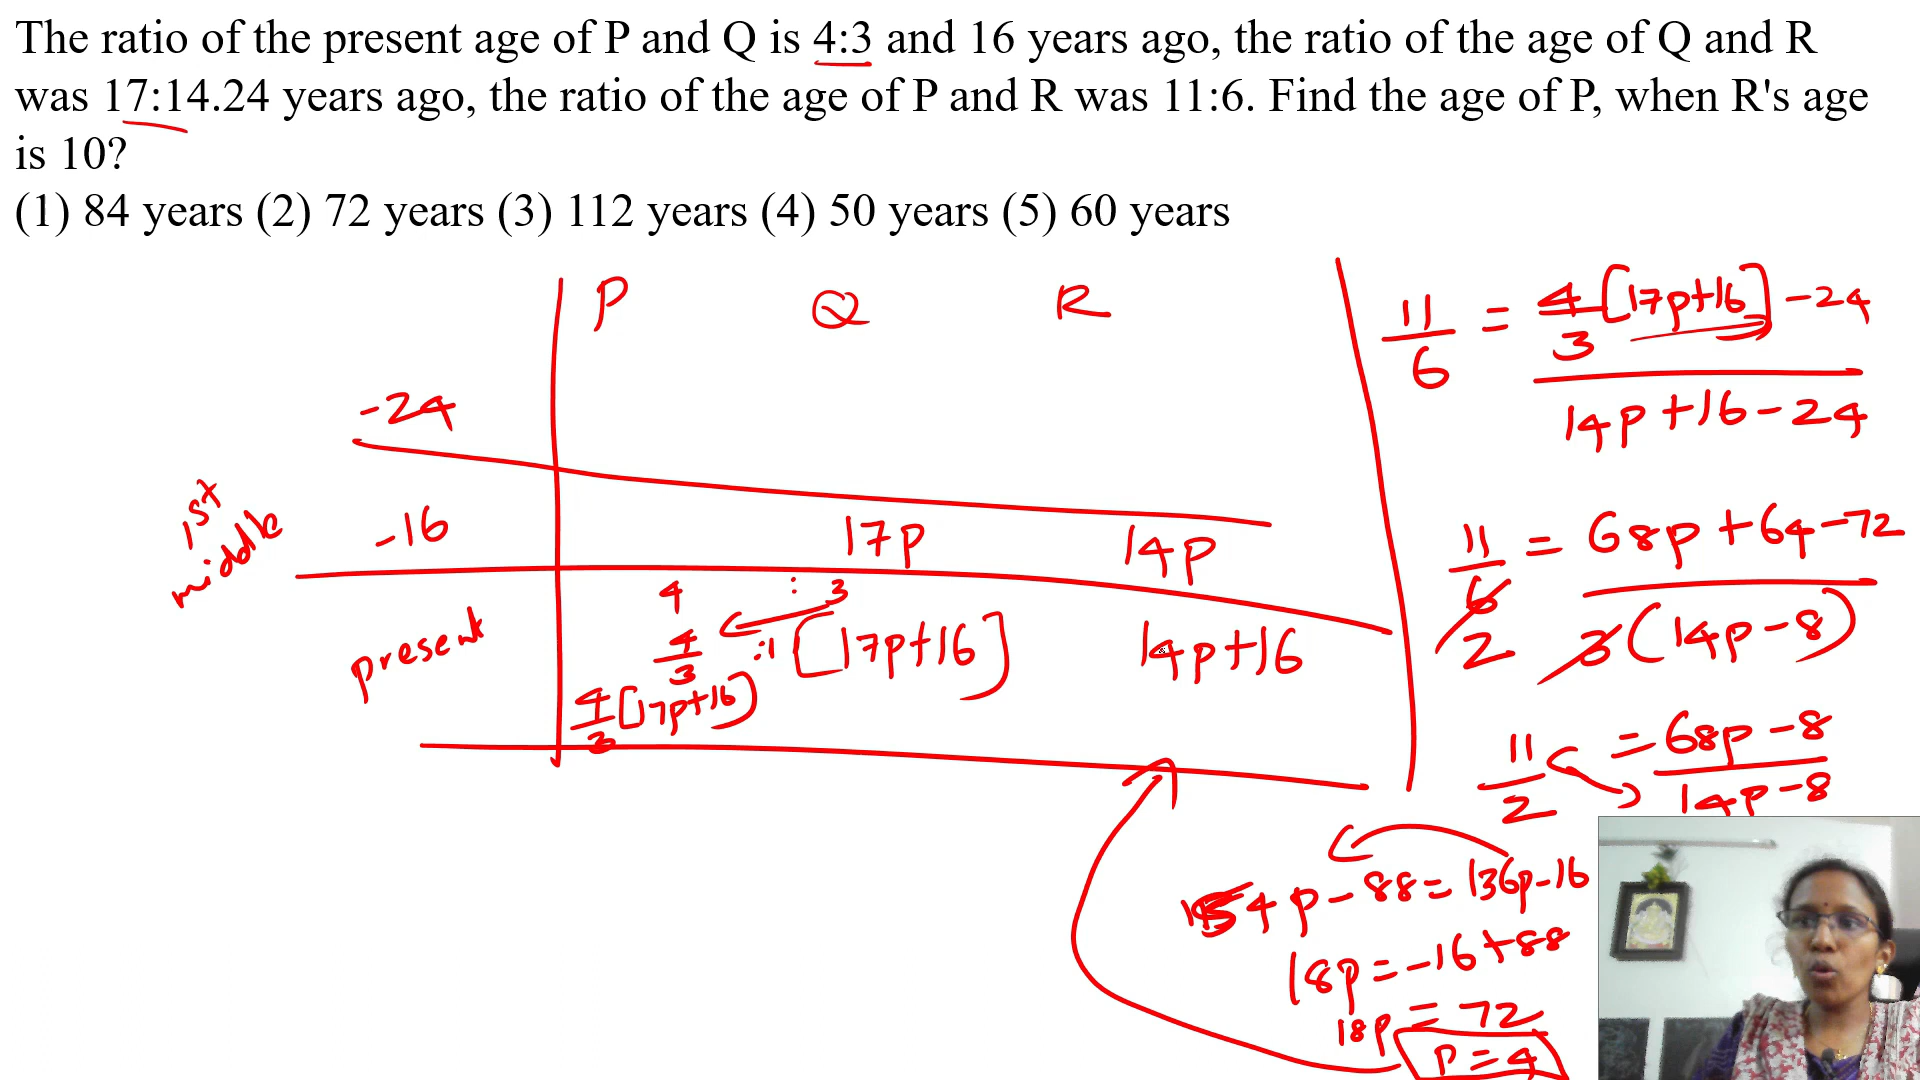 The ratio of the present age of P and Q is 4:3 and 16 years ago, the ratio of the age of Q and R
was 17:14.24 years ago, the ratio of the age of P and R was 11:6. Find the age of P, when R's age
is 10?
(1) 84 years (2) 72 years (3) 112 years (4) 50 years (5) 60 years
P Q R
-24
1st
middle
-16 17p 14p
4 : 3
present 4/3 :1 [17p+16] 14p+16
4/3 [17p+16]
11/6 = 4/3 [17p+16] -24 / 14p+16-24
11/6 = 68p+64-72 / 3(14p-8)
2
11/2 = 68p-8 / 14p-8
154p-88=136p-16
18p=-16+88
18p = 72
p=4